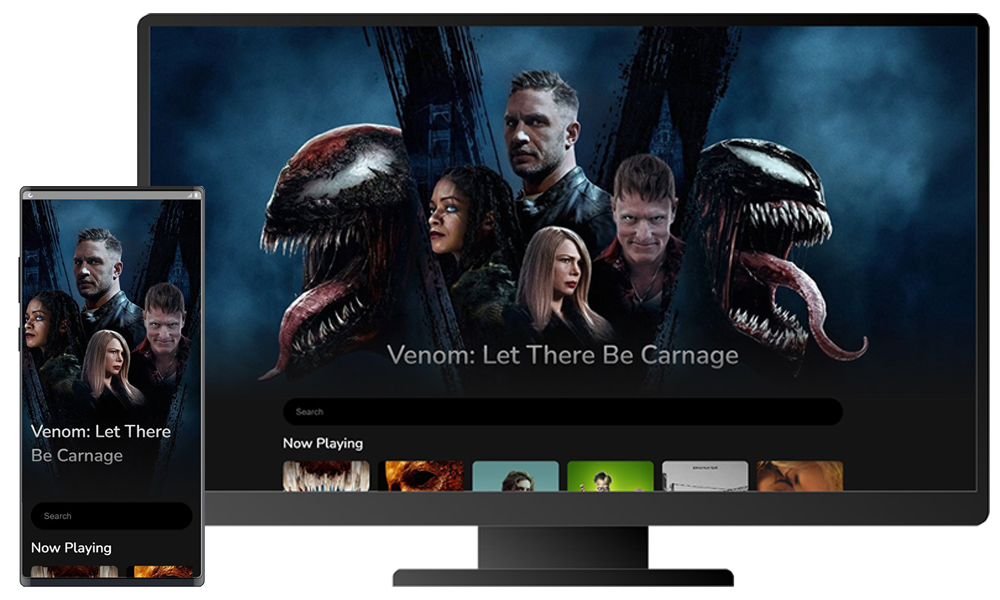 Venom: Let There Be Carnage
Search
Now Playing
Venom: Let There
Be Carnage
Search
Now Playing